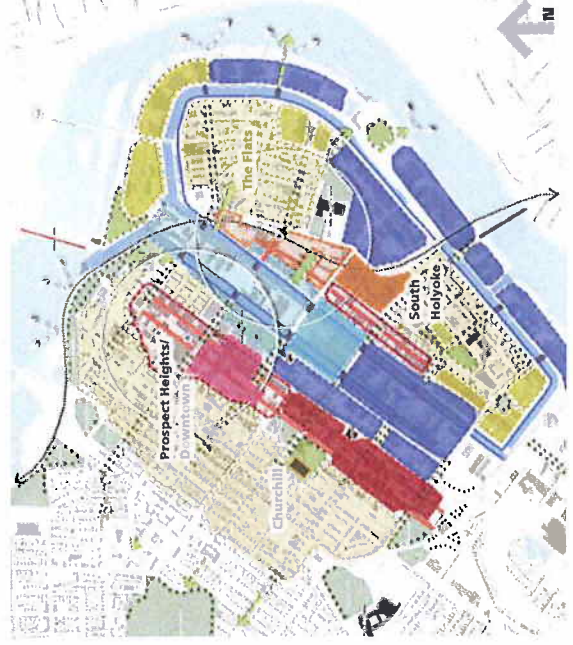 N
The Flats
Prospect Heights/
Downtown
South
Holyoke
Churchill